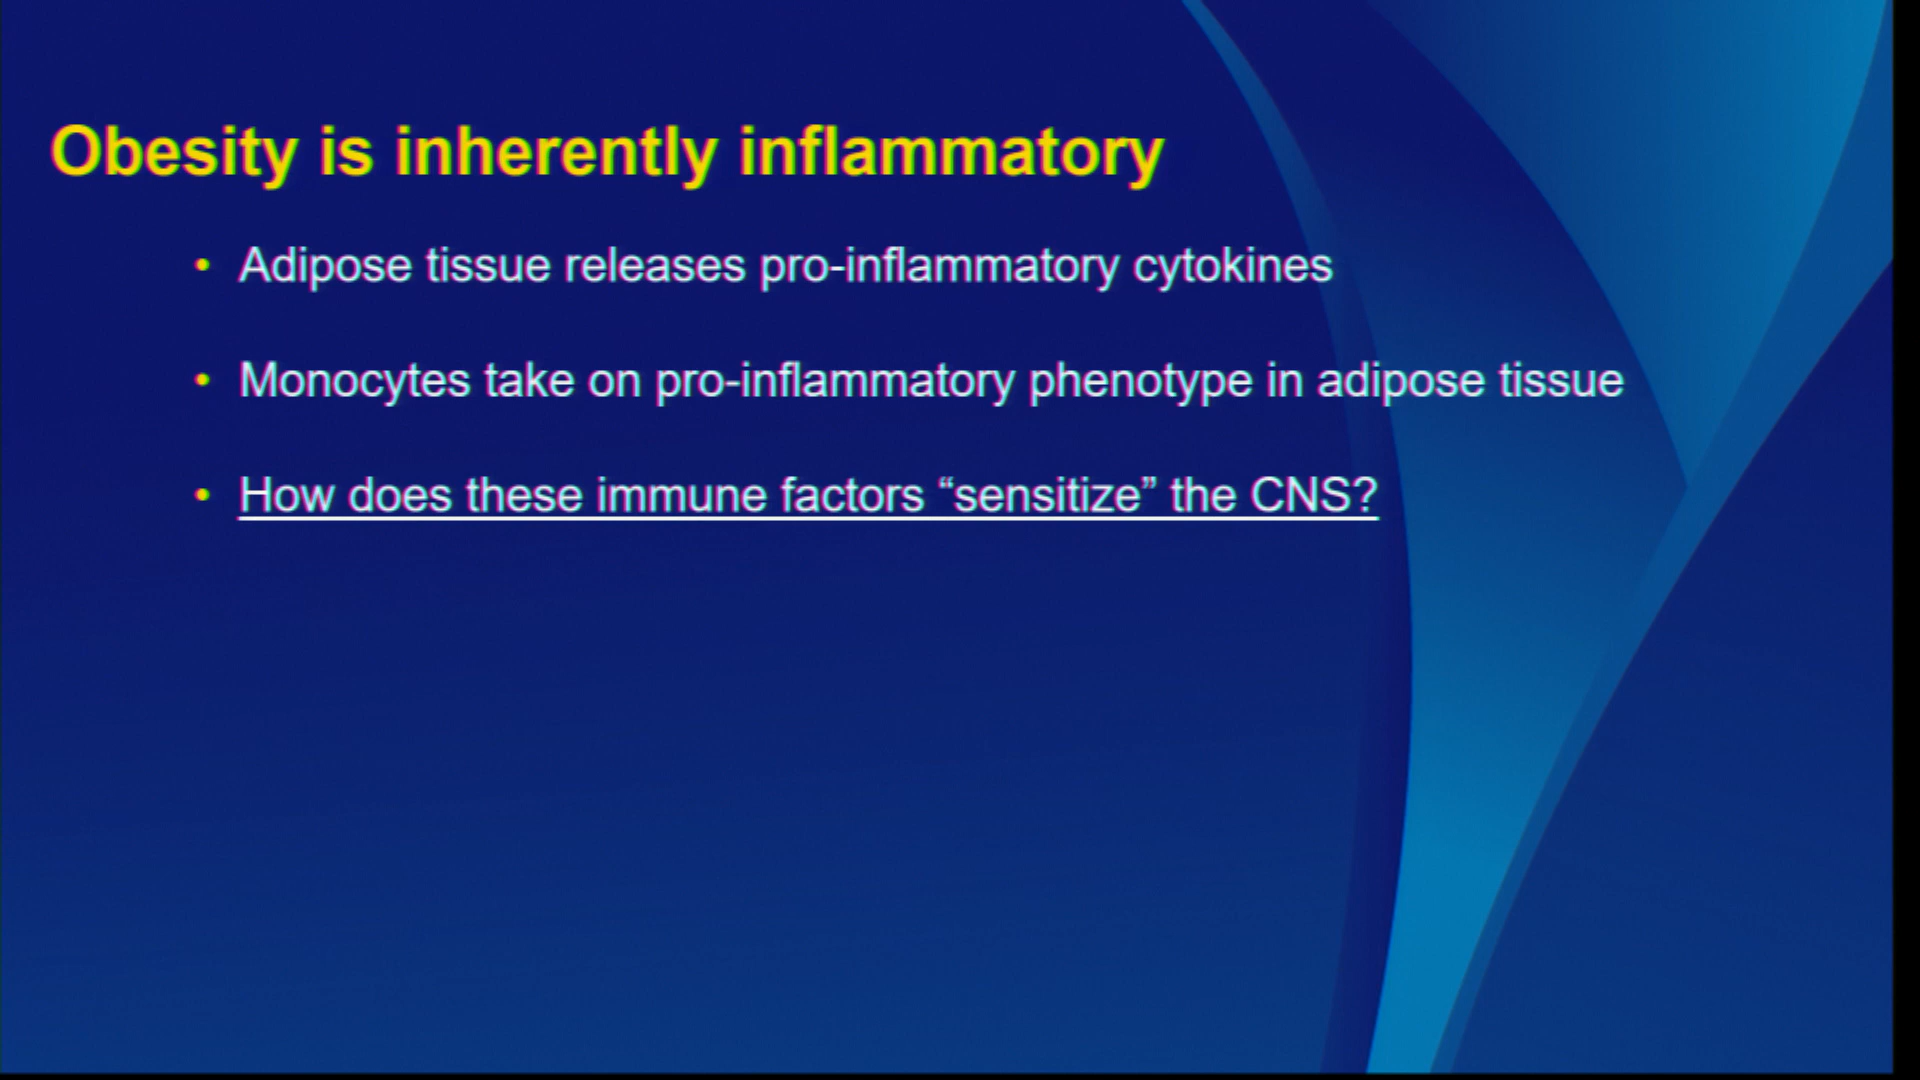 Obesity is inherently inflammatory
• Adipose tissue releases pro-inflammatory cytokines
• Monocytes take on pro-inflammatory phenotype in adipose tissue
• How does these immune factors “sensitize” the CNS?